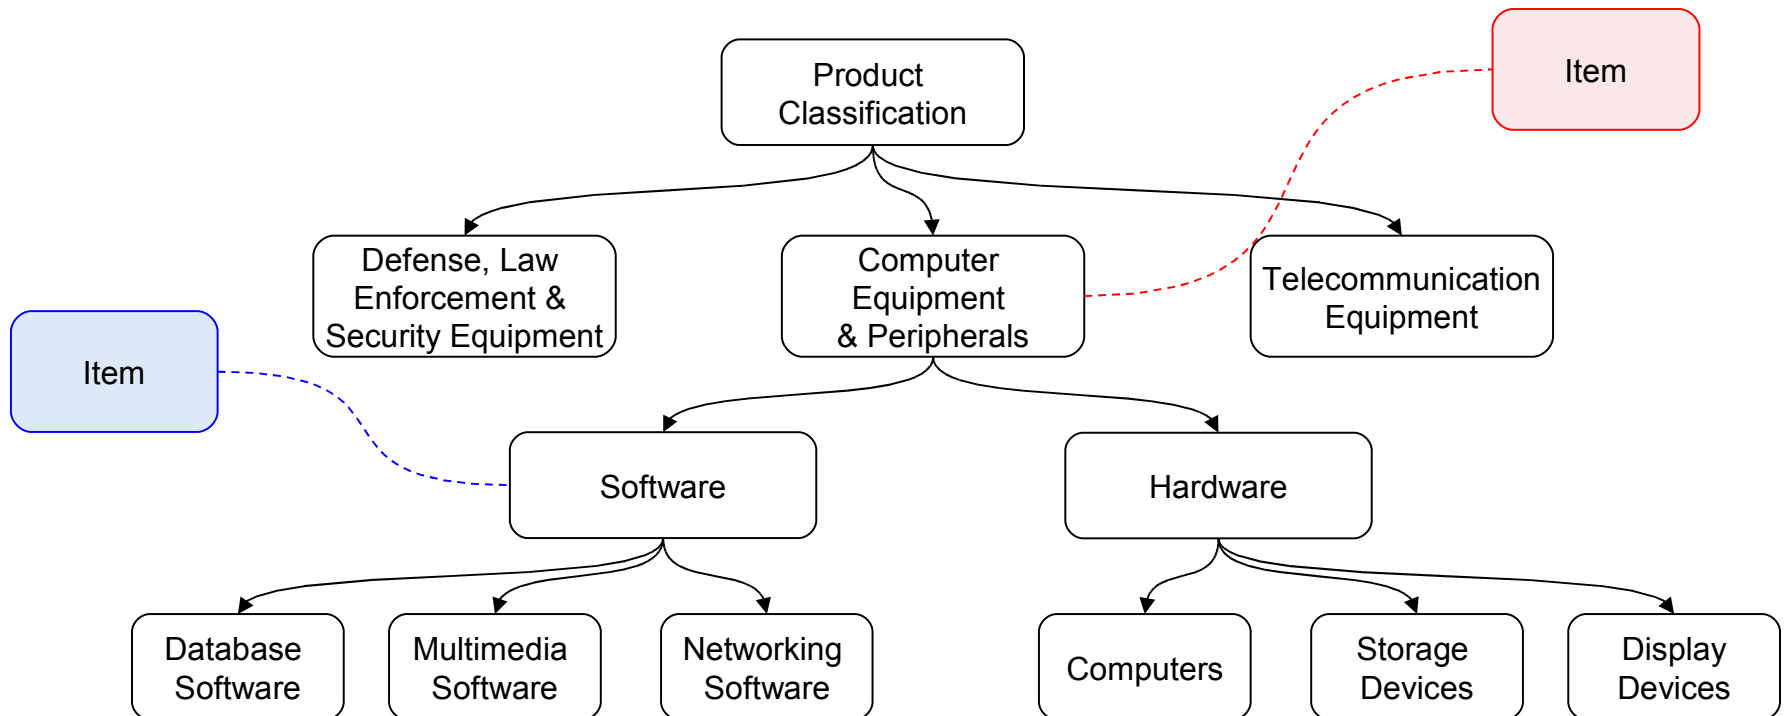 Product
Classification
Item
Defense, Law
Enforcement &
Security Equipment
Computer
Equipment
& Peripherals
Telecommunication
Equipment
Item
Software
Hardware
Database
Software
Multimedia
Software
Networking
Software
Computers
Storage
Devices
Display
Devices